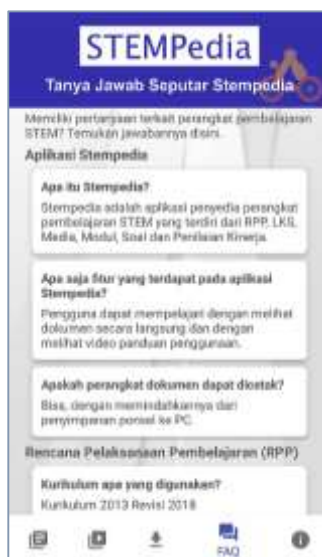 STEMPedia
Tanya Jawab Seputar Stempedia
Memiliki pertanyaan terkait perangkat pembelajaran
STEM? Temukan jawabannya disini.
Aplikasi Stempedia
Apa itu Stempedia?
Stempedia adalah aplikasi penyedia perangkat
pembelajaran STEM yang terdiri dari RPP, LKS,
Media, Modul, Soal dan Penilaian Kinerja.
Apa saja fitur yang terdapat pada aplikasi
Stempedia?
Pengguna dapat mempelajari dengan melihat
dokumen secara langsung dan dengan
melihat video panduan penggunaan.
Apakah perangkat dokumen dapat dicetak?
Bisa, dengan memindahkannya dari
penyimpanan ponsel ke PC.
Rencana Pelaksanaan Pembelajaran (RPP)
Kurikulum apa yang digunakan?
Kurikulum 2013 Revisi 2018
FAQ